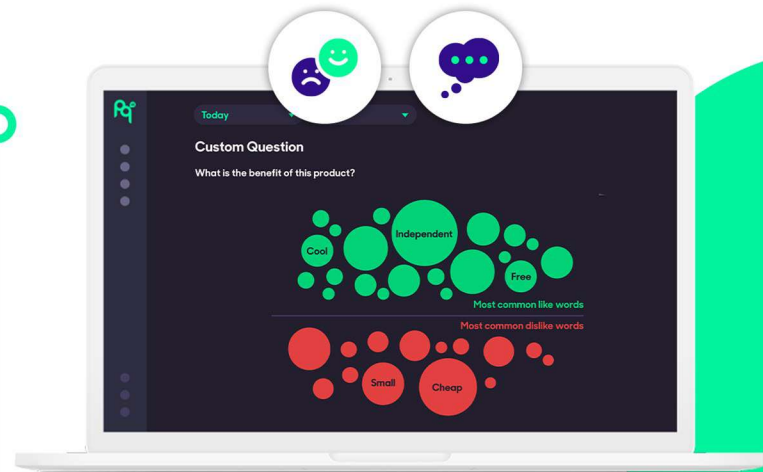 Today
Custom Question
What is the benefit of this product?
Independent
Cool
Free
Most common like words
Most common dislike words
Small
Cheap